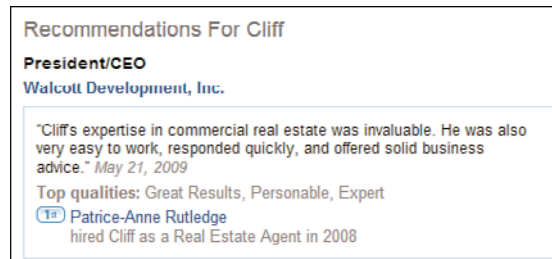 Recommendations For Cliff
President/CEO
Walcott Development, Inc.
"Cliff's expertise in commercial real estate was invaluable. He was also
very easy to work, responded quickly, and offered solid business
advice." May 21, 2009
Top qualities: Great Results, Personable, Expert
1st Patrice-Anne Rutledge
hired Cliff as a Real Estate Agent in 2008